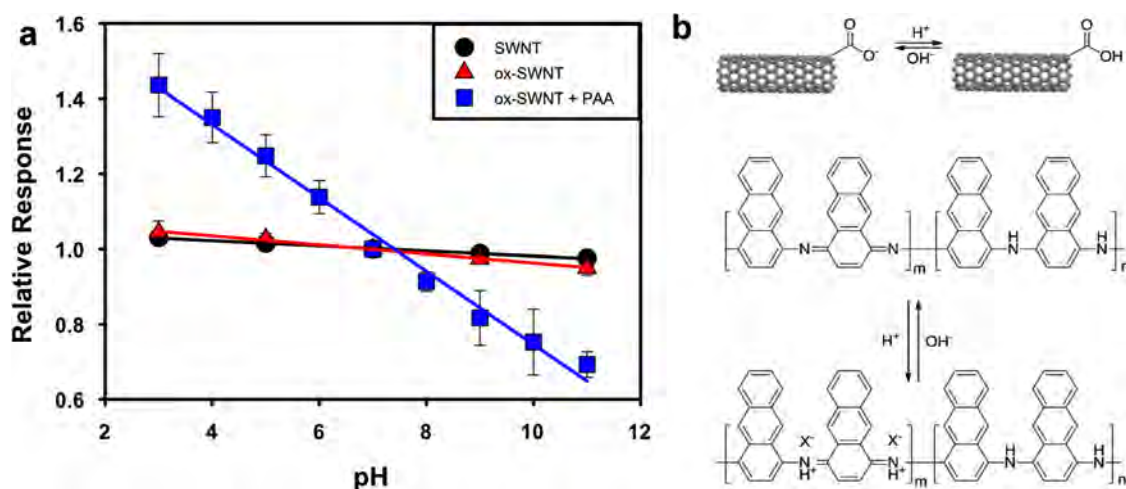 a
1.6
1.4
1.2
1.0
0.8
0.6
Relative Response
2 4 6 8 10 12
pH
SWNT
ox-SWNT
ox-SWNT + PAA
b
O
O⁻
H⁺
OH⁻
O
OH
N N m H N H N n
H⁺ OH⁻
X⁻ X⁻
N H⁺ N H⁺ m H N H N n